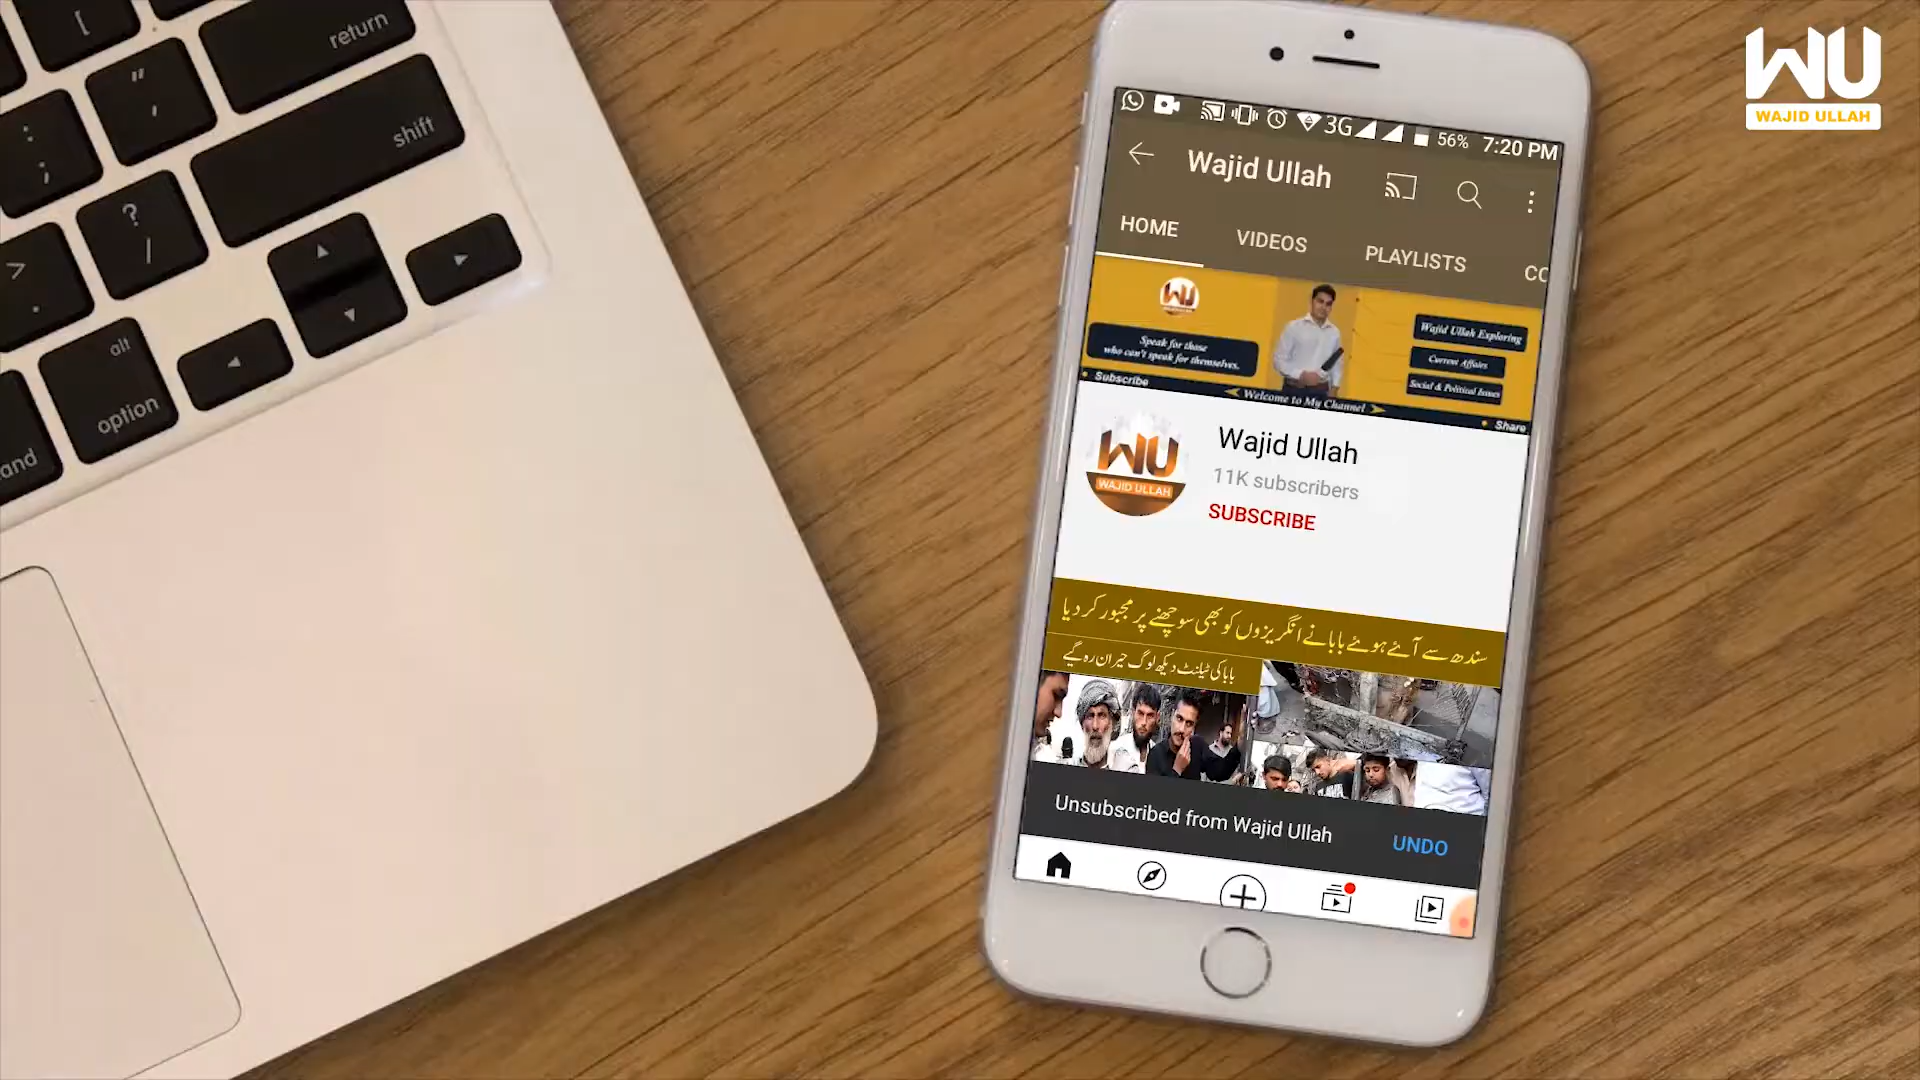 return
shift
alt
option
and
WU
WAJID ULLAH
3G
56%
7:20 PM
Wajid Ullah
HOME
VIDEOS
PLAYLISTS
CO
WU
Speak for those
who can't speak for themselves.
Wajid Ullah Exploring
Current Affairs
Social & Political Issues
Subscribe
Welcome to My Channel
Share
WU
WAJID ULLAH
Wajid Ullah
11K subscribers
SUBSCRIBE
سندھ سے آئے ہوئے بابا نے انگریزوں کو بھی سوچھنے پر مجبور کر دیا
بابا کی ٹیلنٹ دیکھ لوگ حیران رہ گیے
Unsubscribed from Wajid Ullah
UNDO